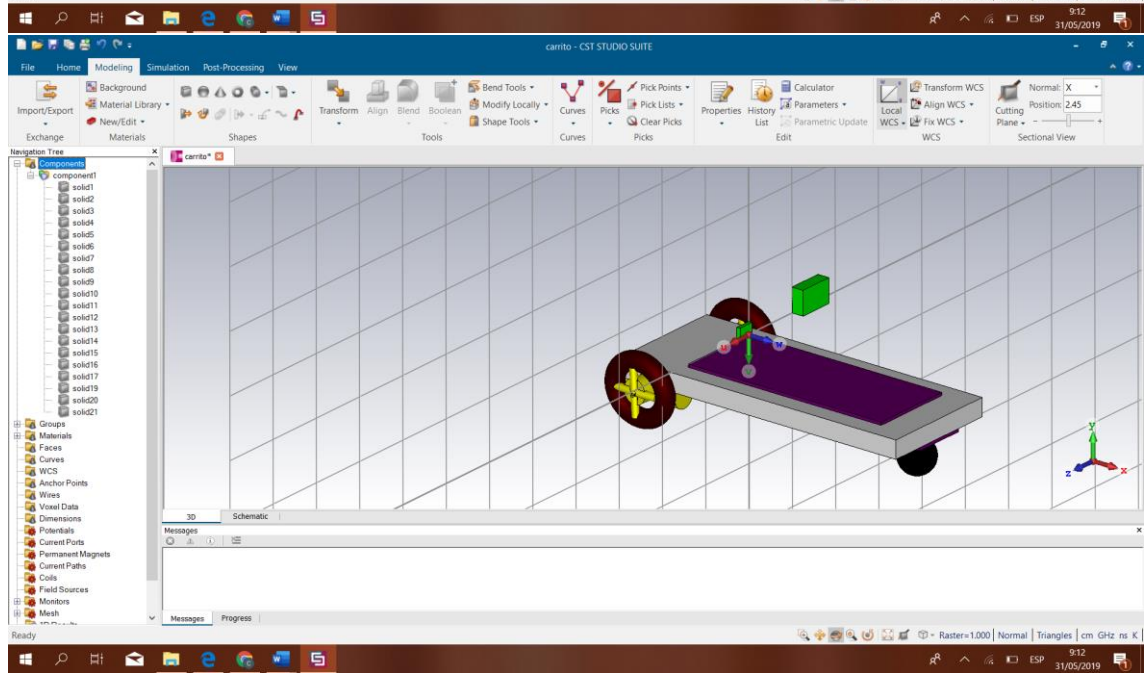 ESP
9:12
31/05/2019
carrito - CST STUDIO SUITE
File Home Modeling Simulation Post-Processing View
Import/Export
Exchange
Background
Material Library
New/Edit
Materials
Shapes
Transform Align Blend Boolean
Bend Tools
Modify Locally
Shape Tools
Tools
Curves
Curves
Picks
Pick Points
Pick Lists
Clear Picks
Picks
Properties History List
Calculator
Parameters
Parametric Update
Edit
Local WCS
Transform WCS
Align WCS
Fix WCS
WCS
Cutting Plane
Normal: X
Position: 2.45
Sectional View
Navigation Tree
carrito*
Components
component1
solid1
solid2
solid3
solid4
solid5
solid6
solid7
solid8
solid9
solid10
solid11
solid12
solid13
solid14
solid15
solid16
solid17
solid19
solid20
solid21
Groups
Materials
Faces
Curves
WCS
Anchor Points
Wires
Voxel Data
Dimensions
Potentials
Current Ports
Permanent Magnets
Current Paths
Coils
Field Sources
Monitors
Mesh
w
y
x
z
3D Schematic
Messages
Messages Progress
Ready
Raster=1.000 Normal Triangles cm GHz ns K
ESP
9:12
31/05/2019